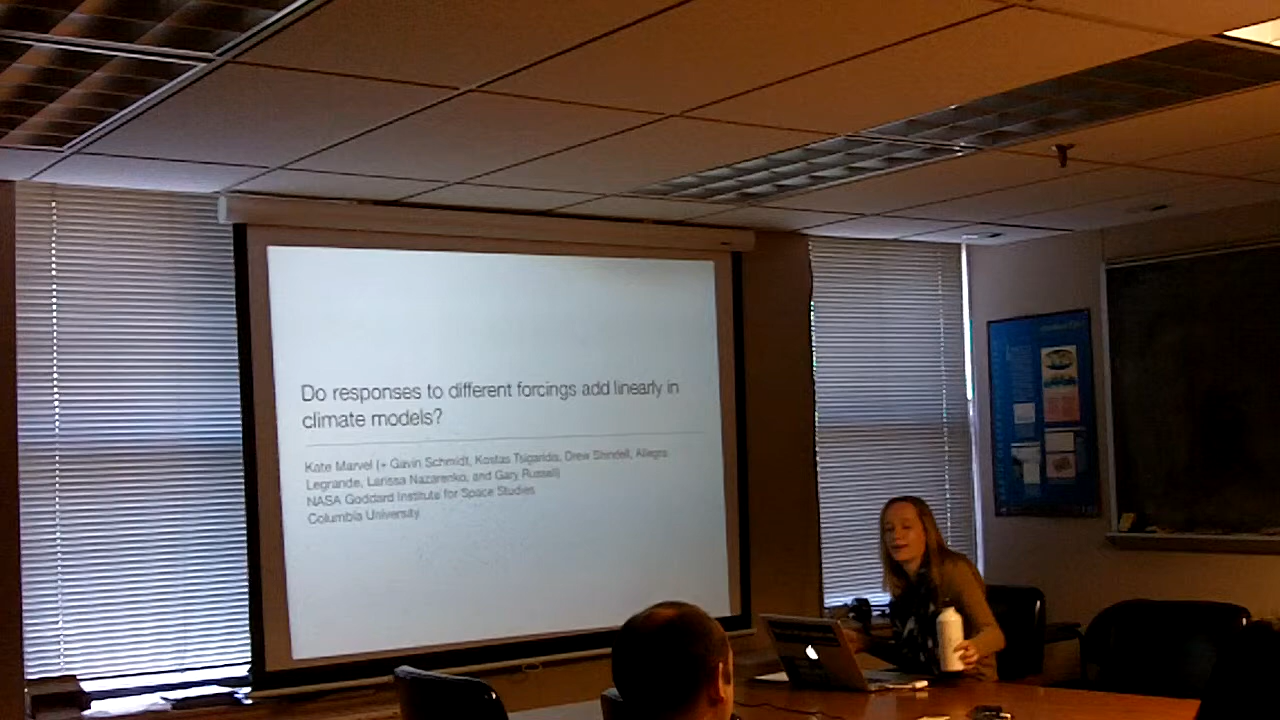 Do responses to different forcings add linearly in
climate models?
Kate Marvel (+ Gavin Schmidt, Kostas Tsigaridis, Drew Shindell, Allegra
Legrande, Larissa Nazarenko, and Gary Russell)
NASA Goddard Institute for Space Studies
Columbia University